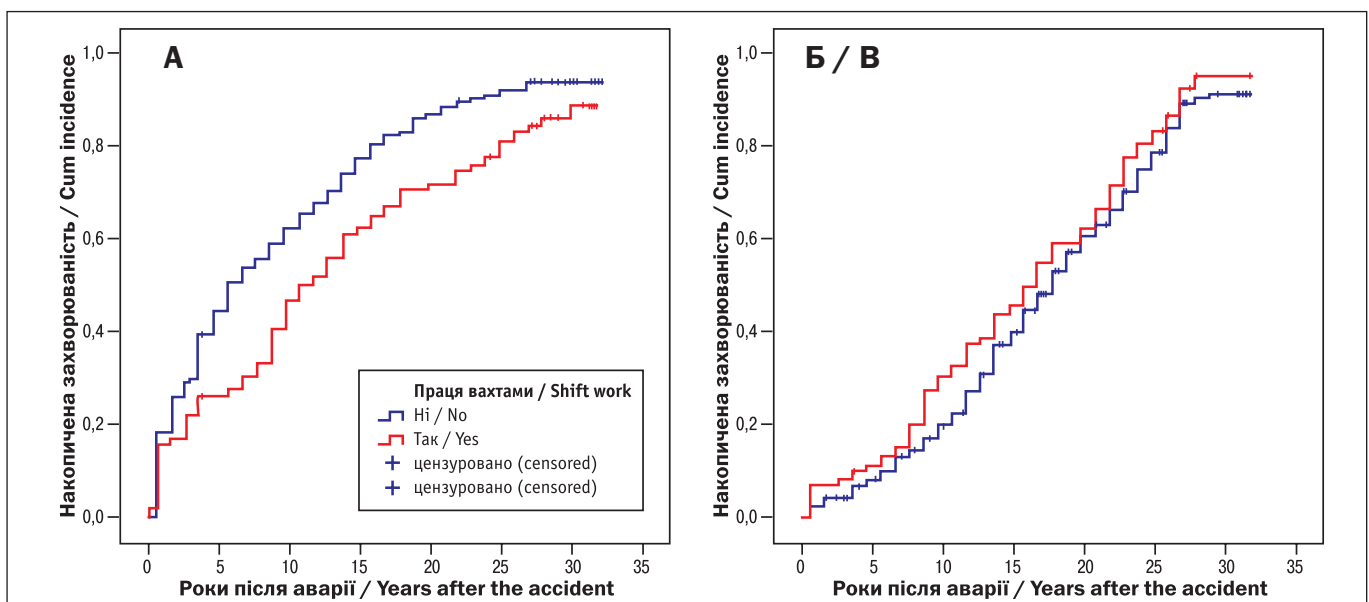 А
Накопичена захворюваність / Cum incidence
1,0
0,8
0,6
0,4
0,2
0,0
Праця вахтами / Shift work
Ні / No
Так / Yes
цензуровано (censored)
цензуровано (censored)
0 5 10 15 20 25 30 35
Роки після аварії / Years after the accident
Б / В
Накопичена захворюваність / Cum incidence
1,0
0,8
0,6
0,4
0,2
0,0
0 5 10 15 20 25 30 35
Роки після аварії / Years after the accident